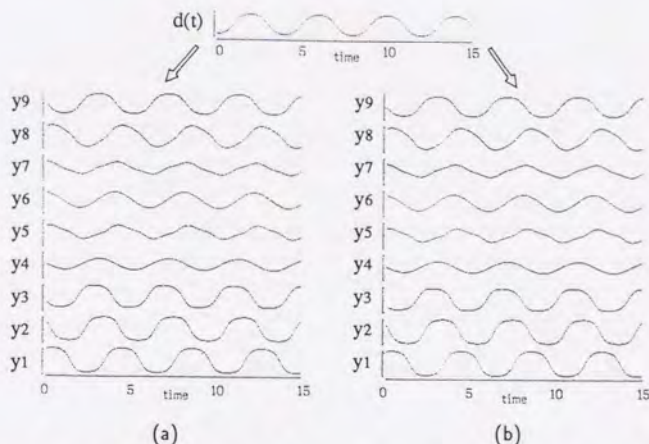 d(t)
0 5 10 15
time
y9 y9
y8 y8
y7 y7
y6 y6
y5 y5
y4 y4
y3 y3
y2 y2
y1 y1
0 5 10 15 0 5 10 15
time time
(a) (b)